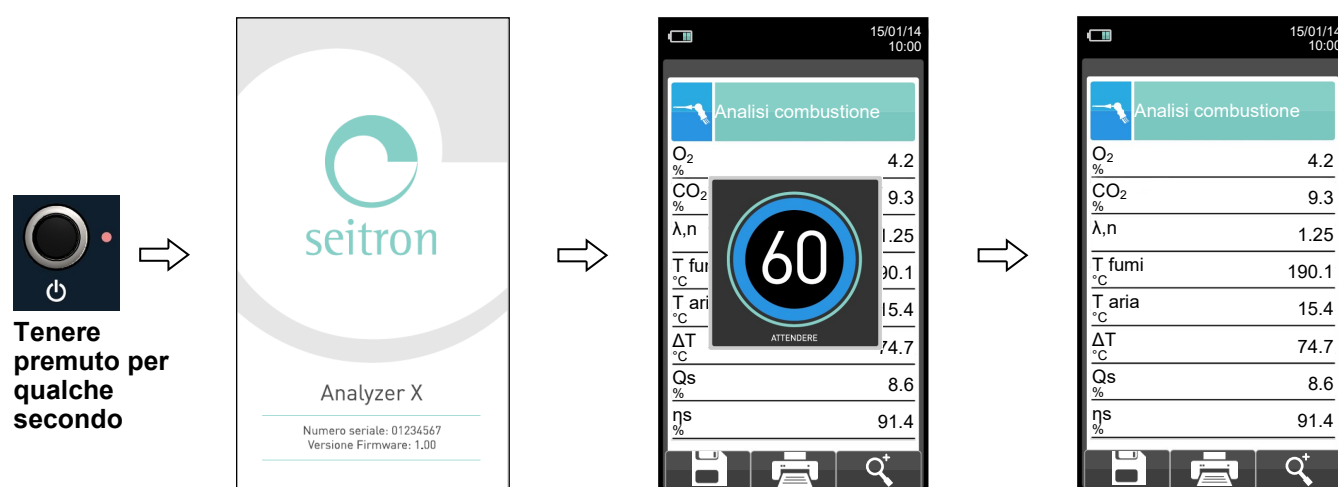 Tenere
premuto per
qualche
secondo
seitron
Analyzer X
Numero seriale: 01234567
Versione Firmware: 1.00
15/01/14
10:00
Analisi combustione
O₂
%
4.2
CO₂
%
9.3
λ,n
1.25
T fu
°C
90.1
T ari
°C
15.4
ΔT
°C
74.7
Qs
%
8.6
ηs
%
91.4
60
ATTENDERE
15/01/14
10:00
Analisi combustione
O₂
%
4.2
CO₂
%
9.3
λ,n
1.25
T fumi
°C
190.1
T aria
°C
15.4
ΔT
°C
74.7
Qs
%
8.6
ηs
%
91.4